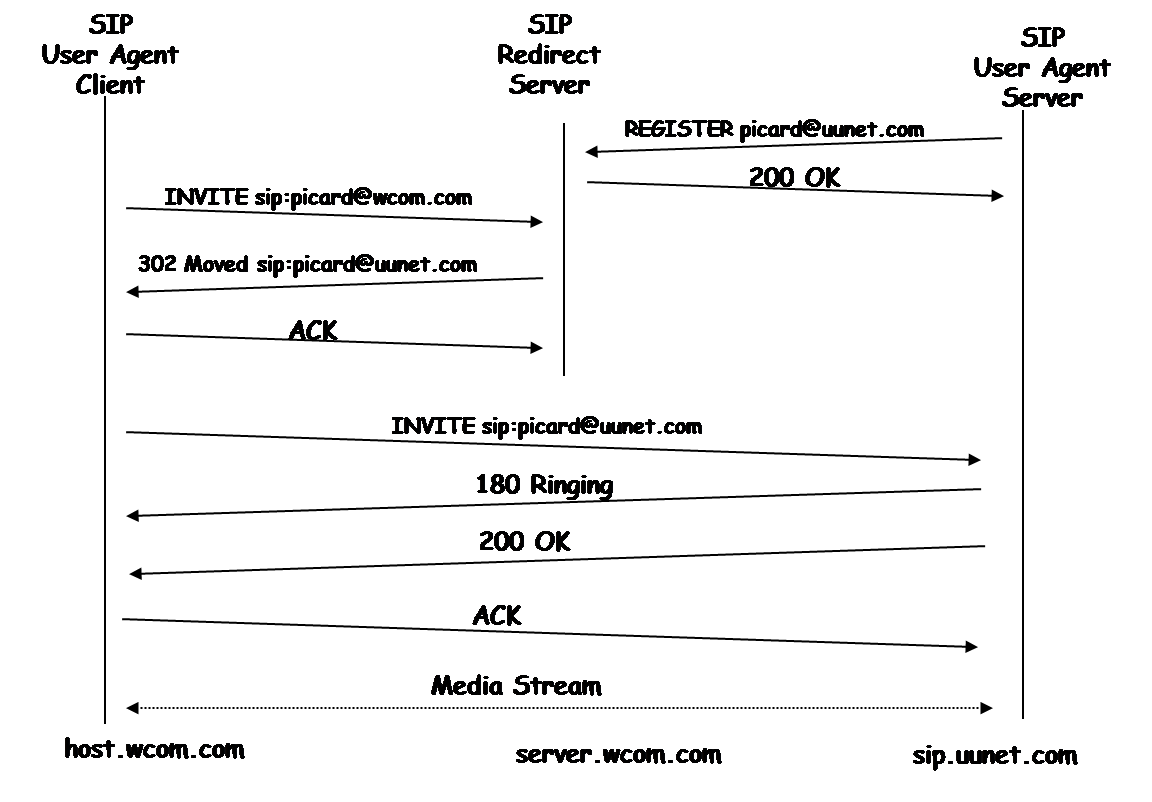 SIP
User Agent
Client
SIP
Redirect
Server
SIP
User Agent
Server
REGISTER picard@uunet.com
200 OK
INVITE sip:picard@wcom.com
302 Moved sip:picard@uunet.com
ACK
INVITE sip:picard@uunet.com
180 Ringing
200 OK
ACK
Media Stream
host.wcom.com
server.wcom.com
sip.uunet.com